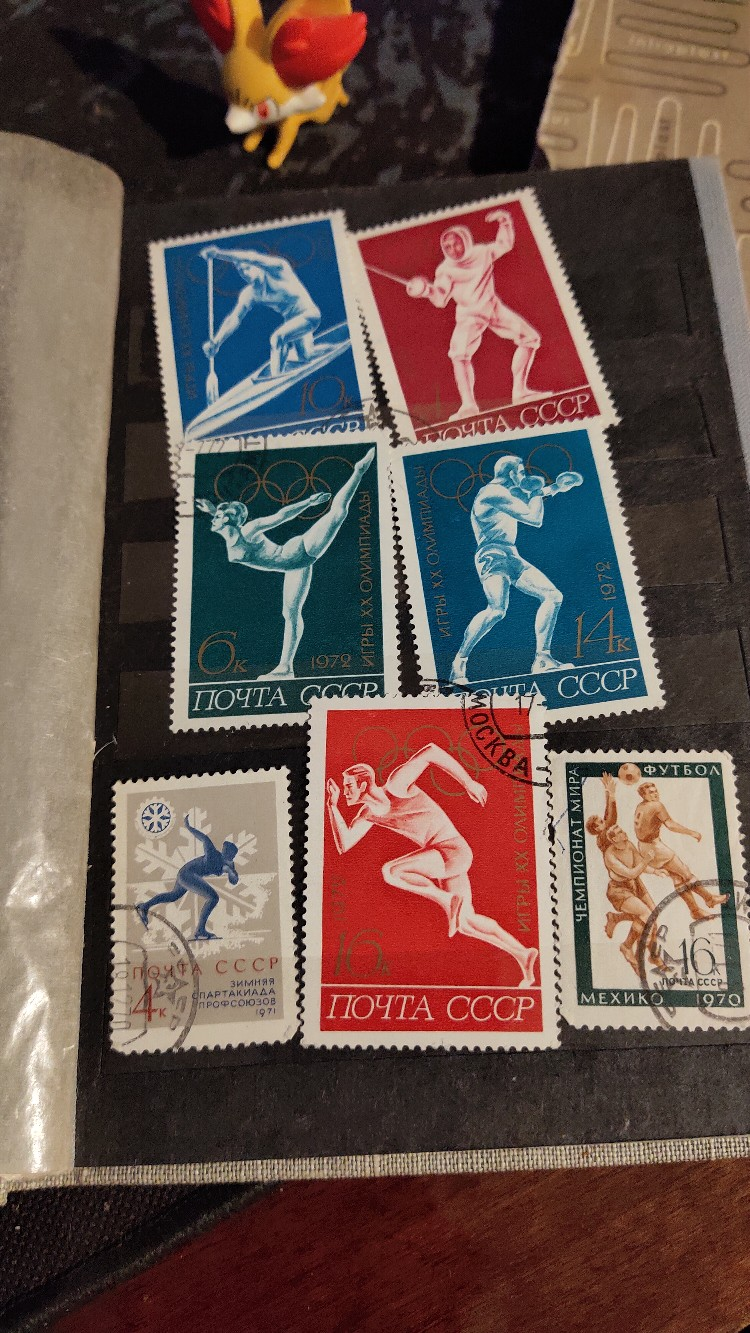 ИГРЫ XX ОЛИМПИАДЫ
10к
ПОЧТА СССР
ИГРЫ XX ОЛИМПИАДЫ
6к
1972
ПОЧТА СССР
ИГРЫ XX ОЛИМПИАДЫ
1972
14к
ПОЧТА СССР
17-
МОСКВА
ПОЧТА СССР
4к
ЗИМНЯЯ
СПАРТАКИАДА
ПРОФСОЮЗОВ
1971
ИГРЫ XX ОЛИМП
16к
ПОЧТА СССР
ЧЕМПИОНАТ МИРА
ФУТБОЛ
16к
ПОЧТА СССР
МЕХИКО 1970